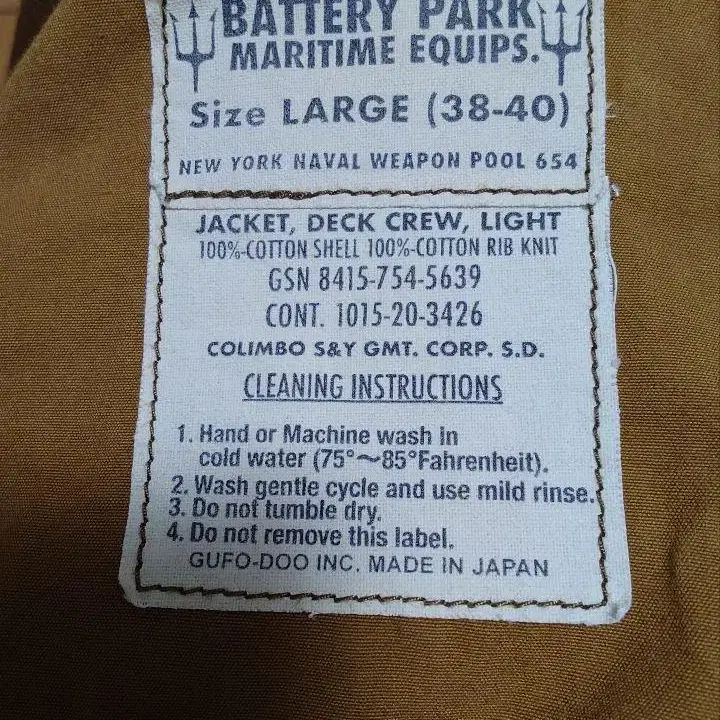 BATTERY PARK
MARITIME EQUIPS.
Size LARGE (38-40)
NEW YORK NAVAL WEAPON POOL 654
JACKET, DECK CREW, LIGHT
100%-COTTON SHELL 100%-COTTON RIB KNIT
GSN 8415-754-5639
CONT. 1015-20-3426
COLIMBO S&Y GMT. CORP. S.D.
CLEANING INSTRUCTIONS
1. Hand or Machine wash in
cold water (75°～85°Fahrenheit).
2. Wash gentle cycle and use mild rinse.
3. Do not tumble dry.
4. Do not remove this label.
GUFO-DOO INC. MADE IN JAPAN